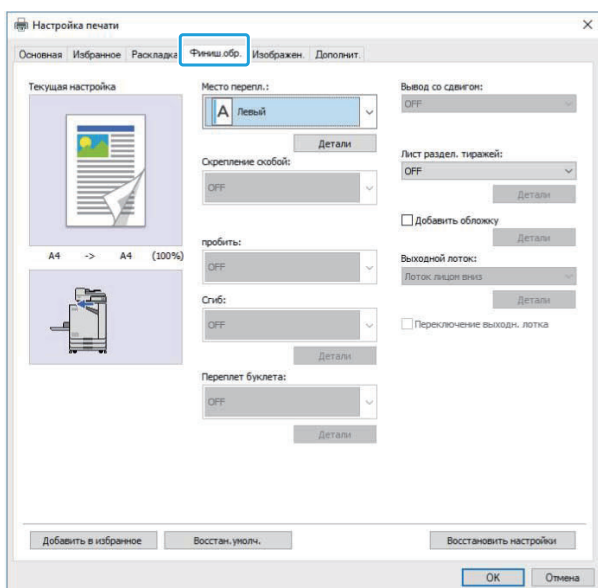 Настройка печати
Основная Избранное Раскладка Финиш.обр. Изображен. Дополнит.
Текущая настройка
A4 -> A4 (100%)
Место перепл.:
A Левый
Детали
Скрепление скобой:
OFF
пробить:
OFF
Сгиб:
OFF
Детали
Переплет буклета:
OFF
Детали
Вывод со сдвигом:
OFF
Лист раздел. тиражей:
OFF
Детали
Добавить обложку
Детали
Выходной лоток:
Лоток лицом вниз
Детали
Переключение выходн. лотка
Добавить в избранное Восстан.умолч. Восстановить настройки
OK Отмена